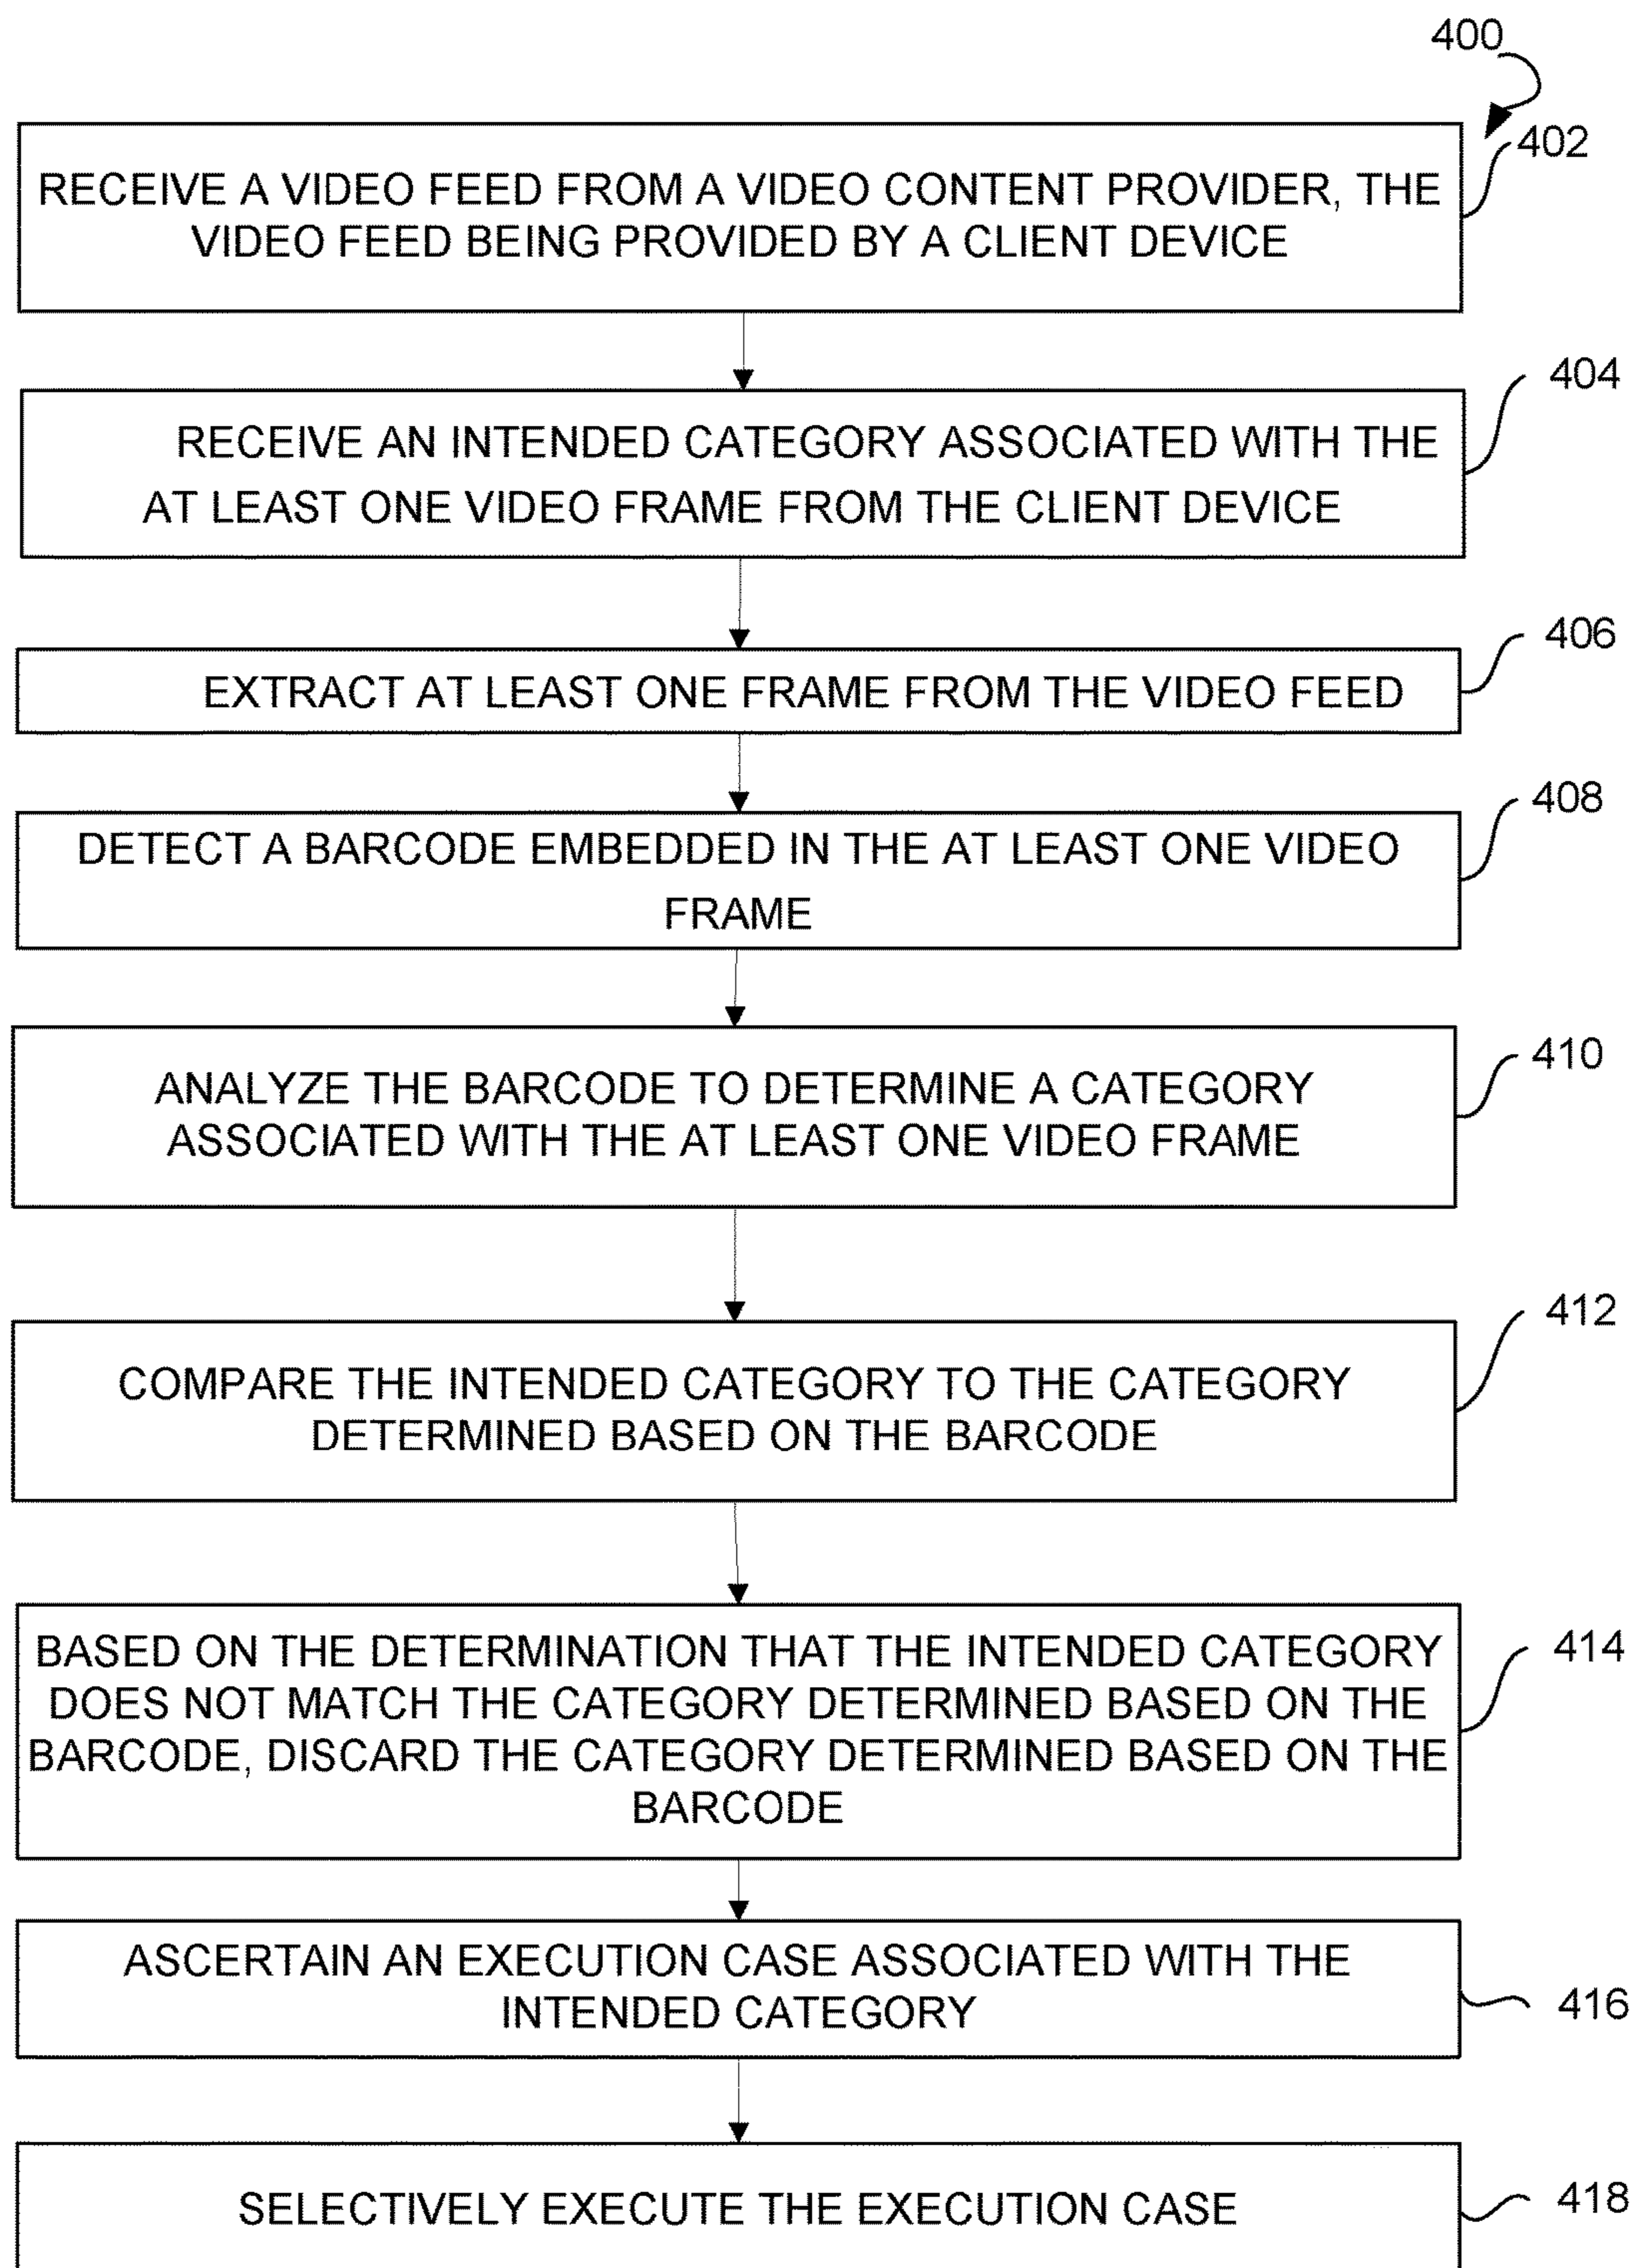 400
402
RECEIVE A VIDEO FEED FROM A VIDEO CONTENT PROVIDER, THE
VIDEO FEED BEING PROVIDED BY A CLIENT DEVICE
404
RECEIVE AN INTENDED CATEGORY ASSOCIATED WITH THE
AT LEAST ONE VIDEO FRAME FROM THE CLIENT DEVICE
406
EXTRACT AT LEAST ONE FRAME FROM THE VIDEO FEED
408
DETECT A BARCODE EMBEDDED IN THE AT LEAST ONE VIDEO
FRAME
410
ANALYZE THE BARCODE TO DETERMINE A CATEGORY
ASSOCIATED WITH THE AT LEAST ONE VIDEO FRAME
412
COMPARE THE INTENDED CATEGORY TO THE CATEGORY
DETERMINED BASED ON THE BARCODE
414
BASED ON THE DETERMINATION THAT THE INTENDED CATEGORY
DOES NOT MATCH THE CATEGORY DETERMINED BASED ON THE
BARCODE, DISCARD THE CATEGORY DETERMINED BASED ON THE
BARCODE
ASCERTAIN AN EXECUTION CASE ASSOCIATED WITH THE
INTENDED CATEGORY
416
SELECTIVELY EXECUTE THE EXECUTION CASE
418